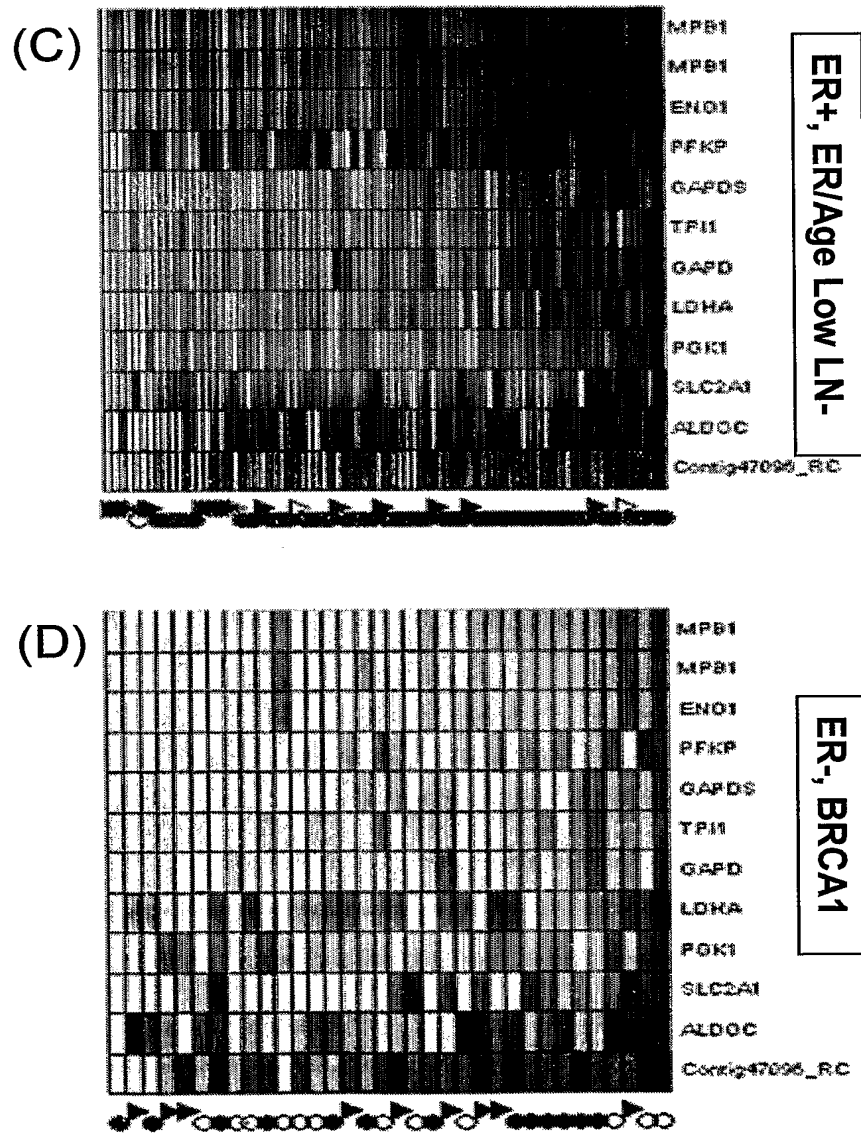 (C)
MPB1
MPB1
ENO1
PFKP
GAPDS
TPI1
GAPD
LDHA
PGK1
SLC2A1
ALDOC
Contig47096_RC
ER+, ER/Age Low LN-
(D)
MPB1
MPB1
ENO1
PFKP
GAPDS
TPI1
GAPD
LDHA
PGK1
SLC2A1
ALDOC
Contig47096_RC
ER-, BRCA1